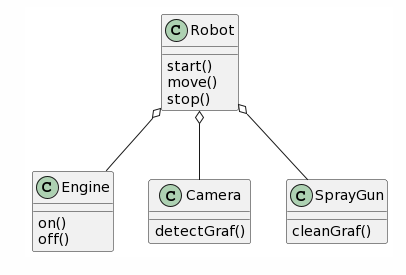 C Robot
start()
move()
stop()
C Engine
on()
off()
C Camera
detectGraf()
C SprayGun
cleanGraf()